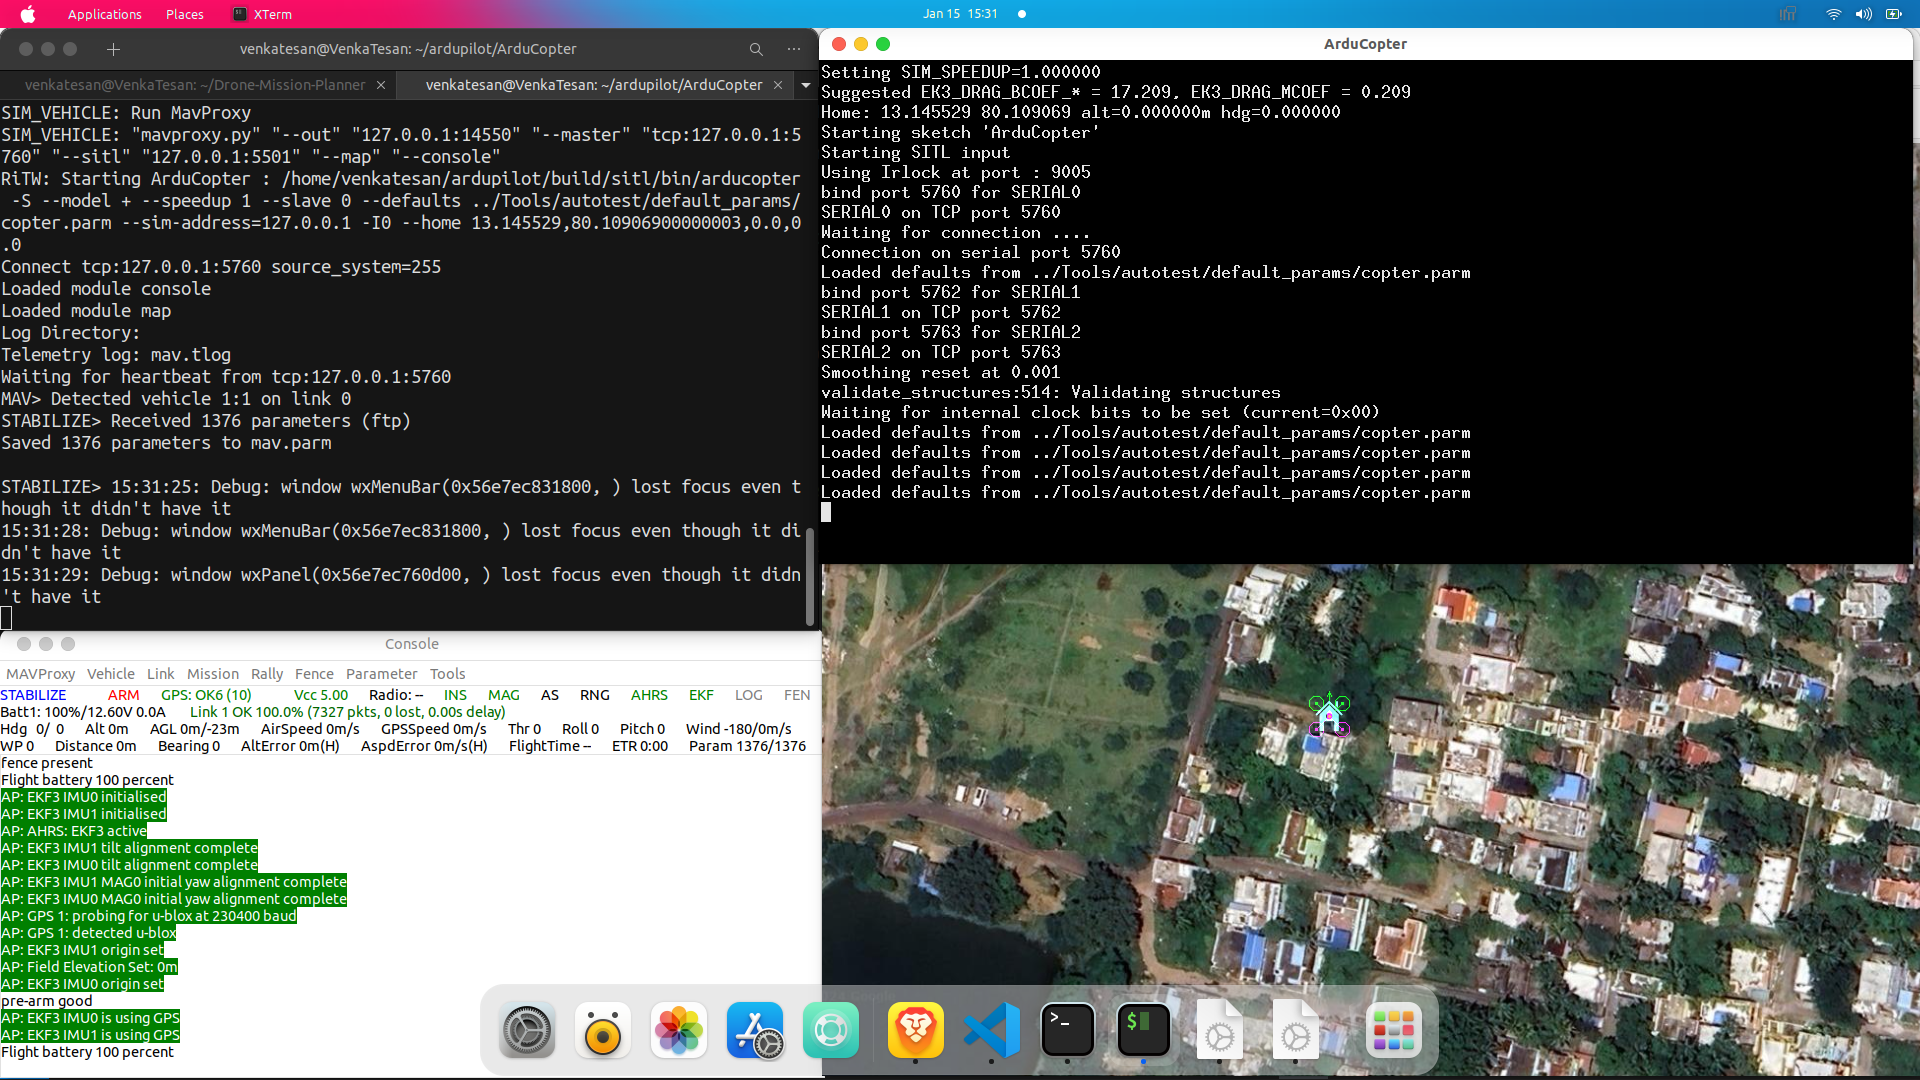 Applications Places XTerm
Jan 15 15:31
venkatesan@VenkaTesan: ~/ardupilot/ArduCopter
venkatesan@VenkaTesan: ~/Drone-Mission-Planner
venkatesan@VenkaTesan: ~/ardupilot/ArduCopter
SIM_VEHICLE: Run MavProxy
SIM_VEHICLE: "mavproxy.py" "--out" "127.0.0.1:14550" "--master" "tcp:127.0.0.1:5
760" "--sitl" "127.0.0.1:5501" "--map" "--console"
RiTW: Starting ArduCopter : /home/venkatesan/ardupilot/build/sitl/bin/arducopter
-S --model + --speedup 1 --slave 0 --defaults ../Tools/autotest/default_params/
copter.parm --sim-address=127.0.0.1 -I0 --home 13.145529,80.10906900000003,0.0,0
.0
Connect tcp:127.0.0.1:5760 source_system=255
Loaded module console
Loaded module map
Log Directory:
Telemetry log: mav.tlog
Waiting for heartbeat from tcp:127.0.0.1:5760
MAV> Detected vehicle 1:1 on link 0
STABILIZE> Received 1376 parameters (ftp)
Saved 1376 parameters to mav.parm
STABILIZE> 15:31:25: Debug: window wxMenuBar(0x56e7ec831800, ) lost focus even t
hough it didn't have it
15:31:28: Debug: window wxMenuBar(0x56e7ec831800, ) lost focus even though it di
dn't have it
15:31:29: Debug: window wxPanel(0x56e7ec760d00, ) lost focus even though it didn
't have it
ArduCopter
Setting SIM_SPEEDUP=1.000000
Suggested EK3_DRAG_BCOEF_* = 17.209, EK3_DRAG_MCOEF = 0.209
Home: 13.145529 80.109069 alt=0.000000m hdg=0.000000
Starting sketch 'ArduCopter'
Starting SITL input
Using Irlock at port : 9005
bind port 5760 for SERIAL0
SERIAL0 on TCP port 5760
Waiting for connection ....
Connection on serial port 5760
Loaded defaults from ../Tools/autotest/default_params/copter.parm
bind port 5762 for SERIAL1
SERIAL1 on TCP port 5762
bind port 5763 for SERIAL2
SERIAL2 on TCP port 5763
Smoothing reset at 0.001
validate_structures:514: Validating structures
Waiting for internal clock bits to be set (current=0x00)
Loaded defaults from ../Tools/autotest/default_params/copter.parm
Loaded defaults from ../Tools/autotest/default_params/copter.parm
Loaded defaults from ../Tools/autotest/default_params/copter.parm
Loaded defaults from ../Tools/autotest/default_params/copter.parm
Console
MAVProxy Vehicle Link Mission Rally Fence Parameter Tools
STABILIZE ARM GPS: OK6 (10) Vcc 5.00 Radio: -- INS MAG AS RNG AHRS EKF LOG FEN
Batt1: 100%/12.60V 0.0A Link 1 OK 100.0% (7327 pkts, 0 lost, 0.00s delay)
Hdg 0/ 0 Alt 0m AGL 0m/-23m AirSpeed 0m/s GPSSpeed 0m/s Thr 0 Roll 0 Pitch 0 Wind -180/0m/s
WP 0 Distance 0m Bearing 0 AltError 0m(H) AspdError 0m/s(H) FlightTime -- ETR 0:00 Param 1376/1376
fence present
Flight battery 100 percent
AP: EKF3 IMU0 initialised
AP: EKF3 IMU1 initialised
AP: AHRS: EKF3 active
AP: EKF3 IMU1 tilt alignment complete
AP: EKF3 IMU0 tilt alignment complete
AP: EKF3 IMU1 MAG0 initial yaw alignment complete
AP: EKF3 IMU0 MAG0 initial yaw alignment complete
AP: GPS 1: probing for u-blox at 230400 baud
AP: GPS 1: detected u-blox
AP: EKF3 IMU1 origin set
AP: Field Elevation Set: 0m
AP: EKF3 IMU0 origin set
pre-arm good
AP: EKF3 IMU0 is using GPS
AP: EKF3 IMU1 is using GPS
Flight battery 100 percent
>_
$